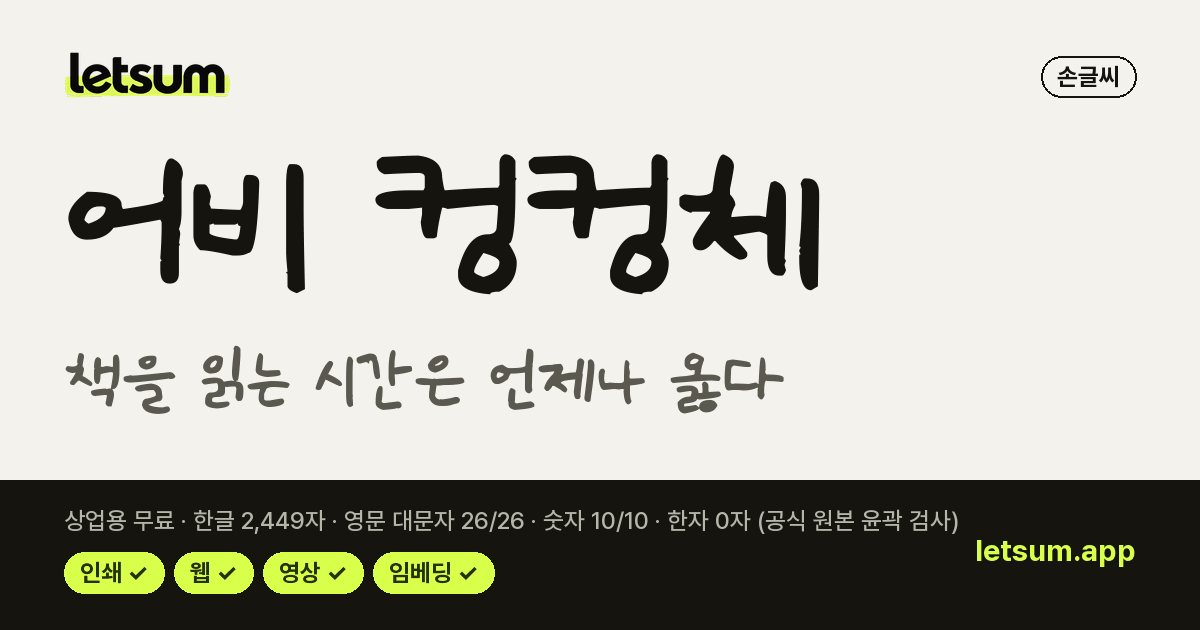 letsum
손글씨
어비 컹컹체
책을 읽는 시간은 언제나 옳다
상업용 무료 · 한글 2,449자 · 영문 대문자 26/26 · 숫자 10/10 · 한자 0자 (공식 원본 윤곽 검사)
인쇄 ✓ 웹 ✓ 영상 ✓ 임베딩 ✓
letsum.app